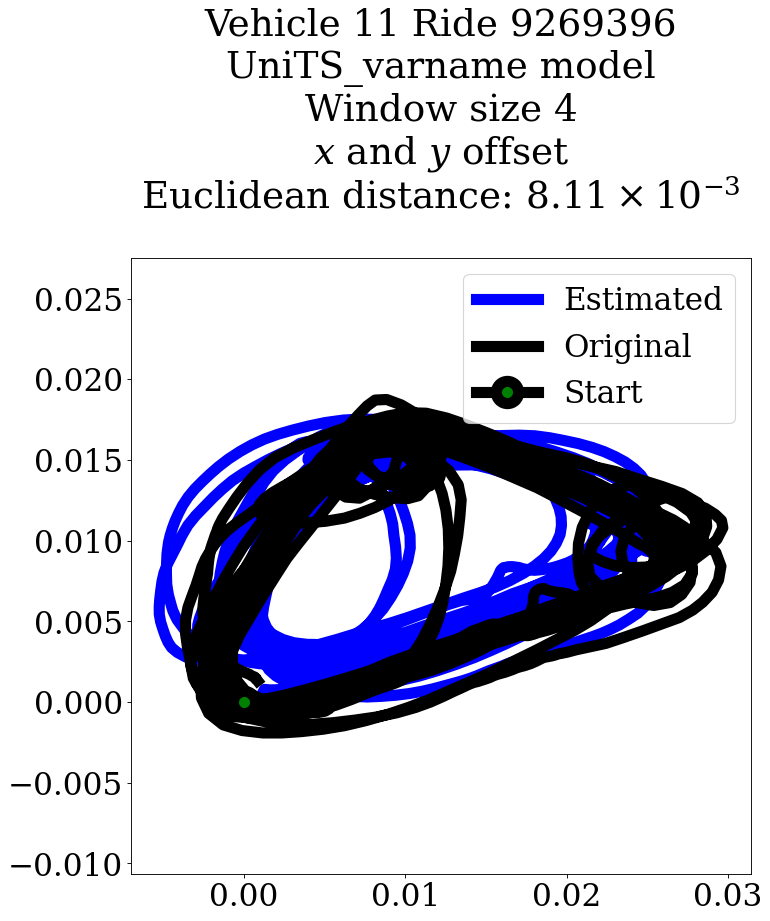 Vehicle 11 Ride 9269396
UniTS_varname model
Window size 4
x and y offset
Euclidean distance: 8.11 × 10⁻³
Estimated
Original
Start
0.025
0.020
0.015
0.010
0.005
0.000
−0.005
−0.010
0.00 0.01 0.02 0.03